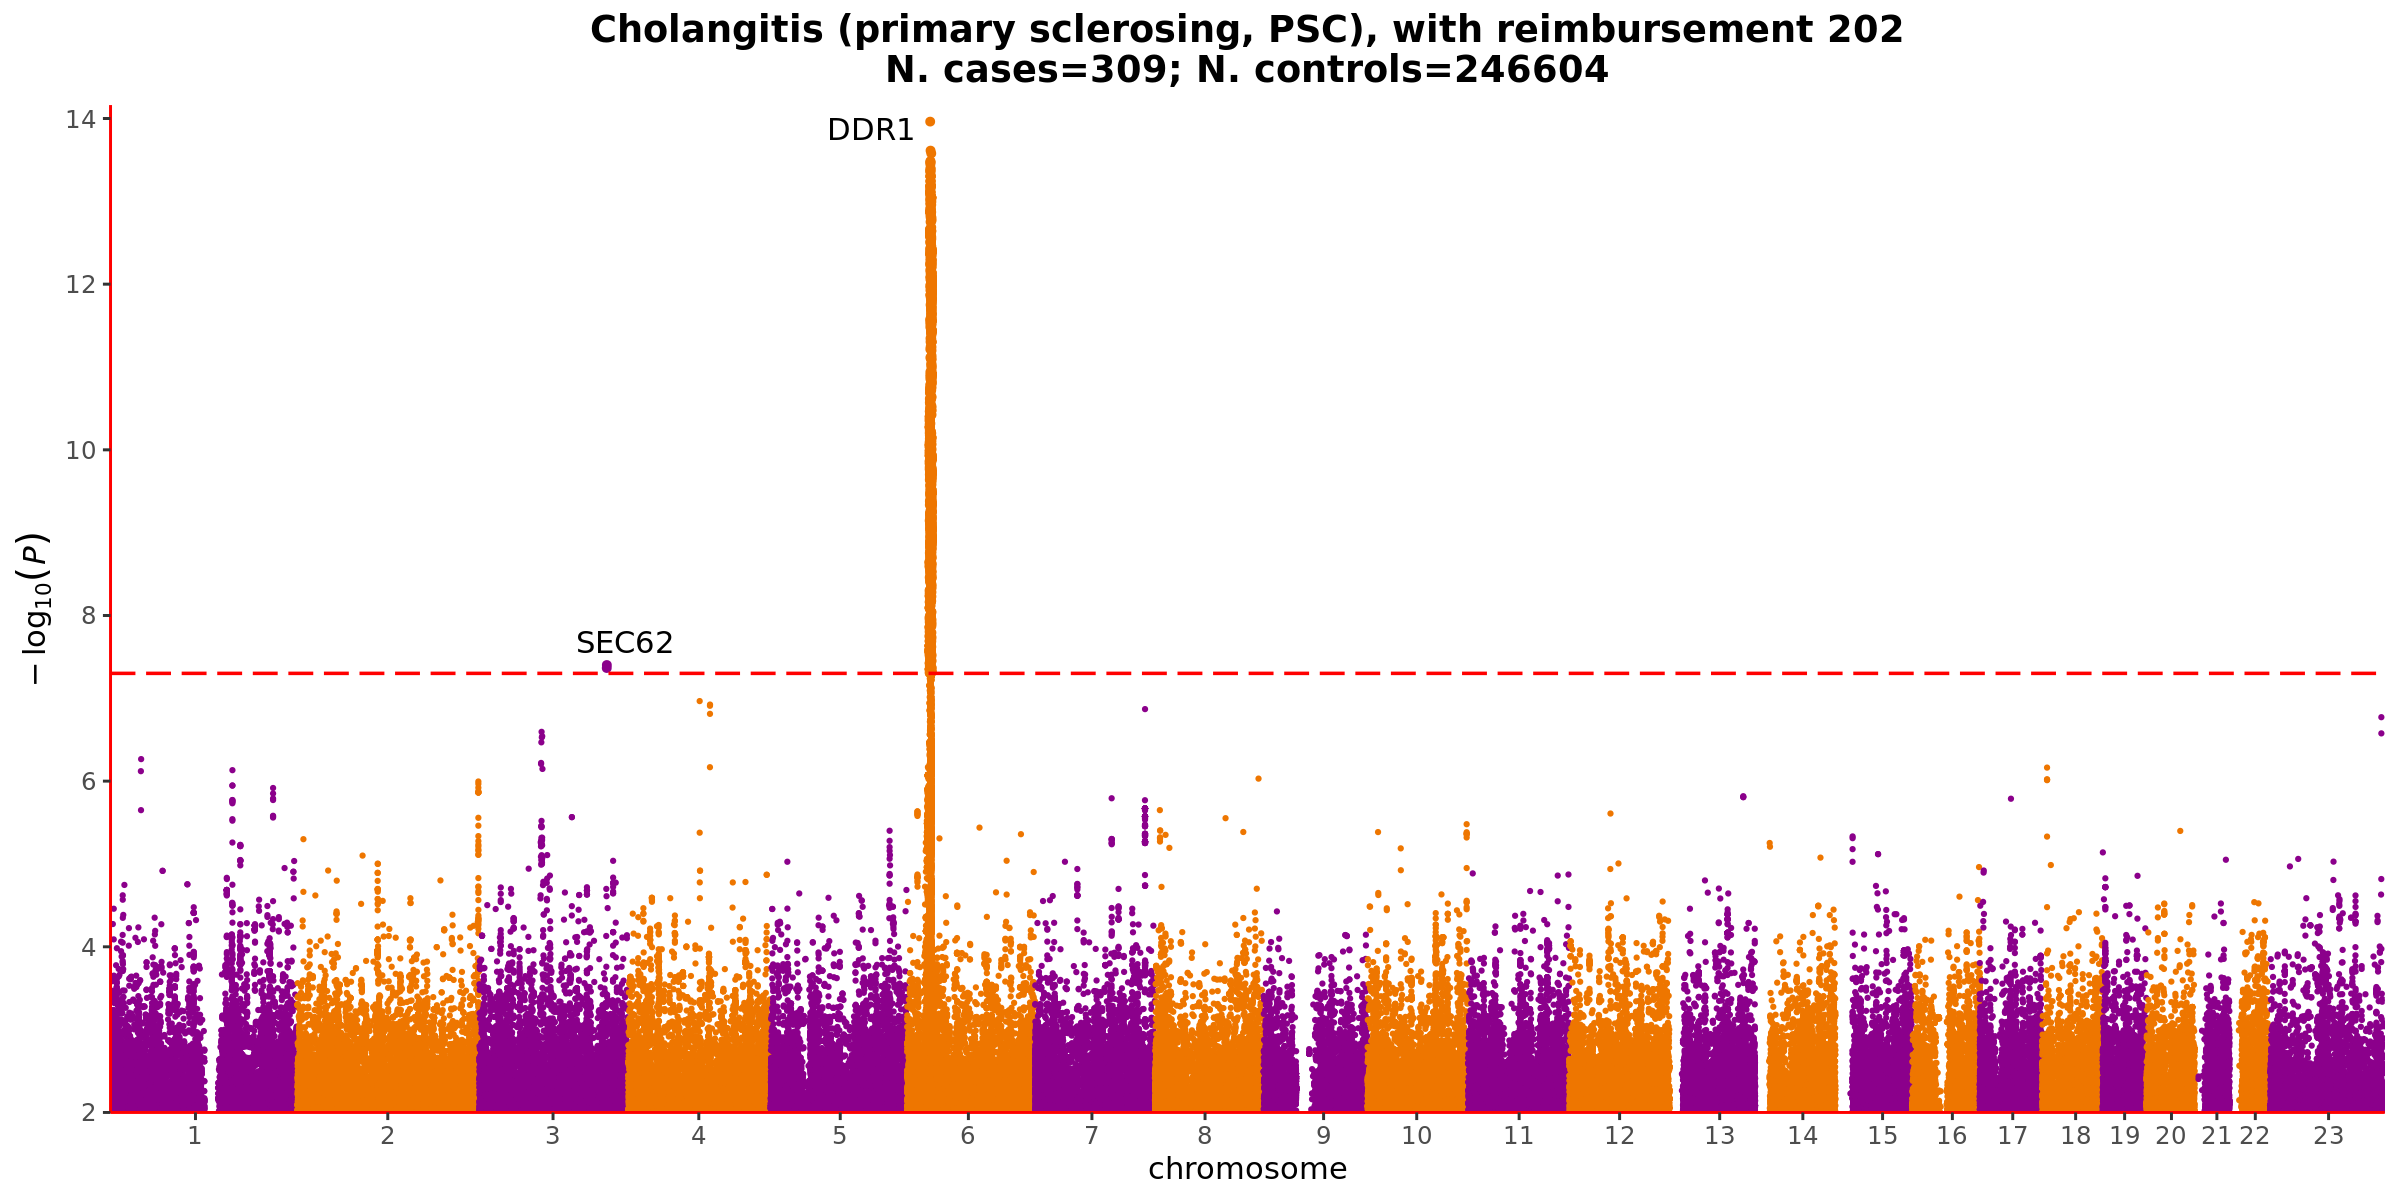 Cholangitis (primary sclerosing, PSC), with reimbursement 202
N. cases=309; N. controls=246604
14
DDR1
12
10
8
SEC62
6
4
2
− log₁₀(P)
1 2 3 4 5 6 7 8 9 10 11 12 13 14 15 16 17 18 19 20 21 22 23
chromosome